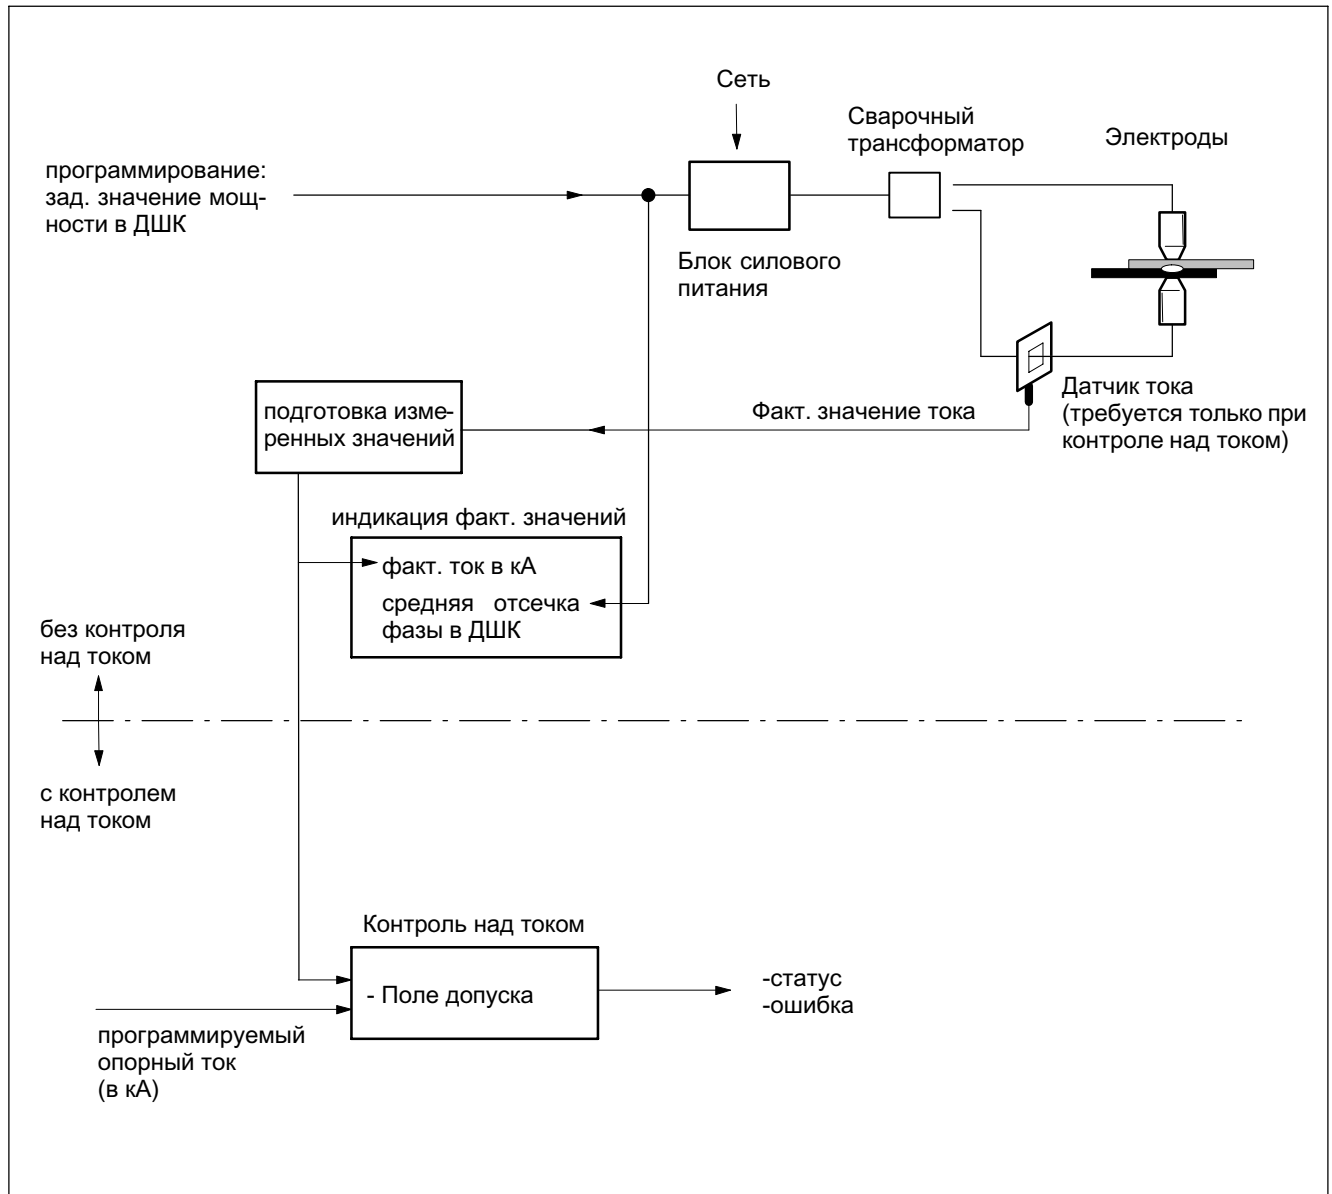 Сеть
Сварочный
трансформатор
Электроды
программирование:
зад. значение мощ-
ности в ДШК
Блок силового
питания
Датчик тока
(требуется только при
контроле над током)
Факт. значение тока
подготовка изме-
ренных значений
индикация факт. значений
факт. ток в кА
средняя отсечка
фазы в ДШК
без контроля
над током
с контролем
над током
Контроль над током
- Поле допуска
-статус
-ошибка
программируемый
опорный ток
(в кА)